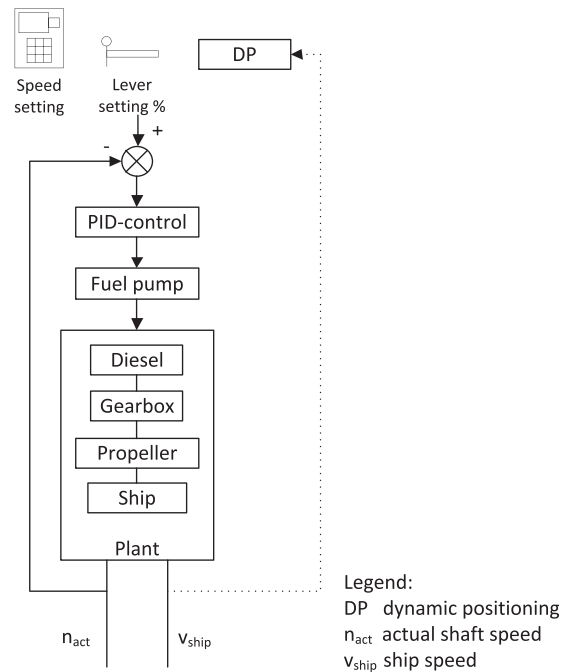 DP
Speed
setting
Lever
setting %
+
-
PID-control
Fuel pump
Diesel
Gearbox
Propeller
Ship
Plant
n_act
v_ship
Legend:
DP dynamic positioning
n_act actual shaft speed
v_ship ship speed